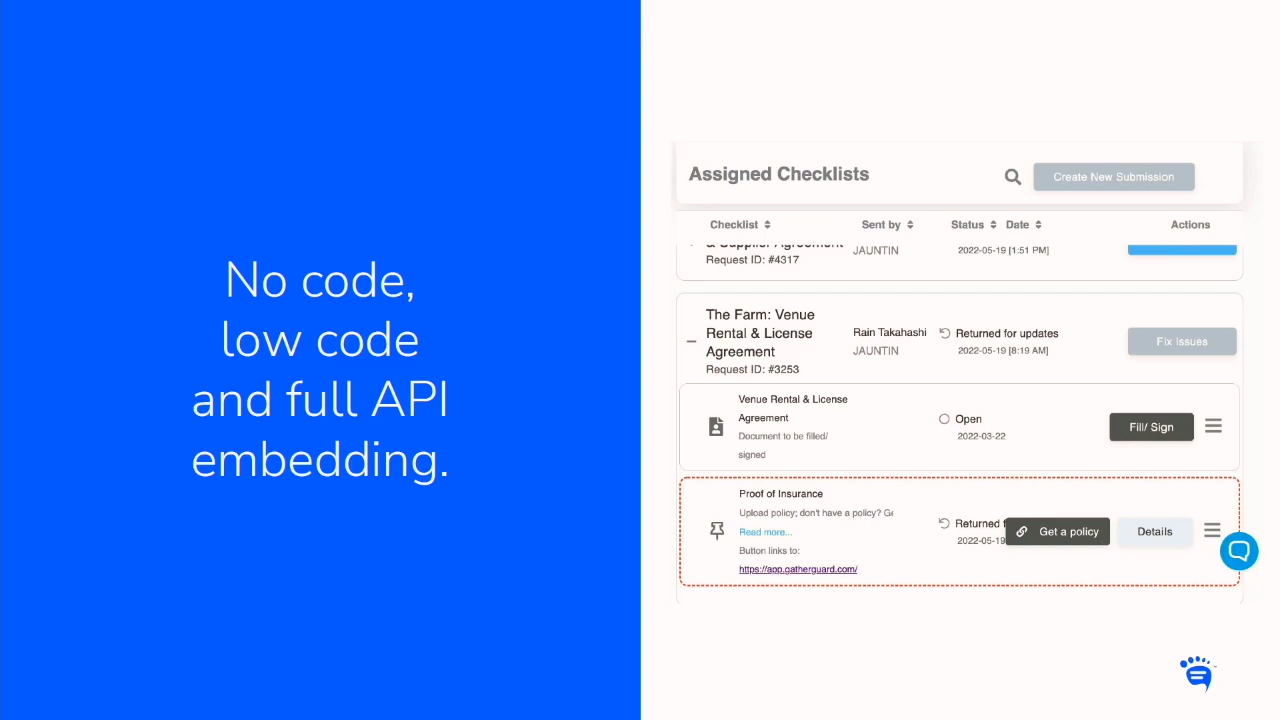 No code,
low code
and full API
embedding.
Assigned Checklists
Create New Submission
Checklist Sent by Status Date Actions
& Supplier Agreement
JAUNTIN 2022-05-19 [1:51 PM]
Request ID: #4317
The Farm: Venue
Rental & License
Agreement
Request ID: #3253
Rain Takahashi
JAUNTIN
Returned for updates
2022-05-19 [8:19 AM]
Fix Issues
Venue Rental & License
Agreement
Document to be filled/
signed
Open
2022-03-22
Fill/ Sign
Proof of Insurance
Upload policy; don't have a policy? Ge
Read more...
Button links to:
https://app.gatherguard.com/
Returned f
2022-05-19
Get a policy
Details